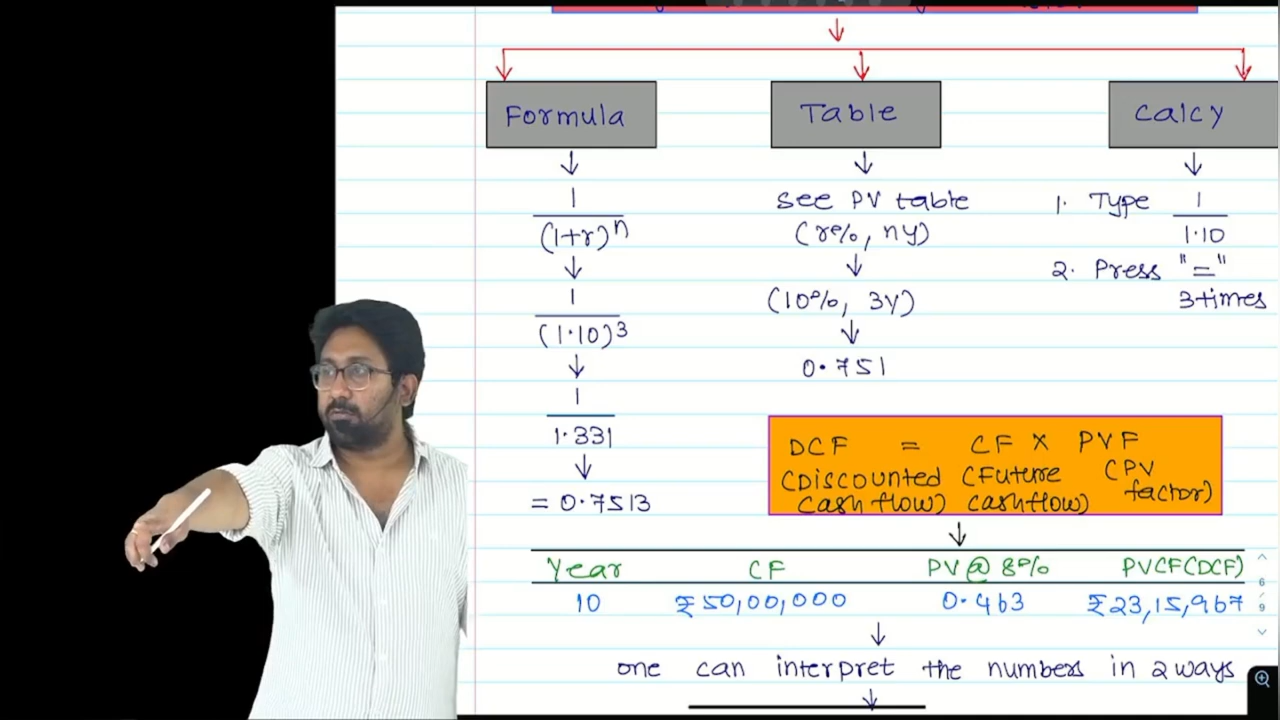 Formula
Table
Calcy
1
(1+r)ⁿ
1
(1.10)³
1
1.331
= 0.7513
See PV table
(r%, ny)
(10%, 3y)
0.751
1. Type 1
1.10
2. Press "="
3 times
DCF = CF × PVF
(Discounted (Future (PV
cash flow) cashflow) factor)
Year CF PV @ 8% PVCF(DCF)
10 ₹50,00,000 0.463 ₹23,15,967
6
/
9
one can interpret the numbers in 2 ways